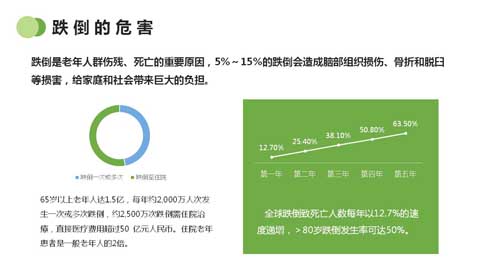 跌倒的危害
跌倒是老年人群伤残、死亡的重要原因，5%～15%的跌倒会造成脑部组织损伤、骨折和脱臼
等损害，给家庭和社会带来巨大的负担。
跌倒一次或多次 跌倒至住院
65岁以上老年人达1.5亿，每年约2,000万人次发
生一次或多次跌倒，约2,500万次跌倒需住院治
疗，直接医疗费用超过50 亿元人民币。住院老年
患者是一般老年人的2倍。
12.70%
25.40%
38.10%
50.80%
63.50%
第一年 第二年 第三年 第四年 第五年
全球跌倒致死亡人数每年以12.7%的速
度递增，＞80岁跌倒发生率可达50%。